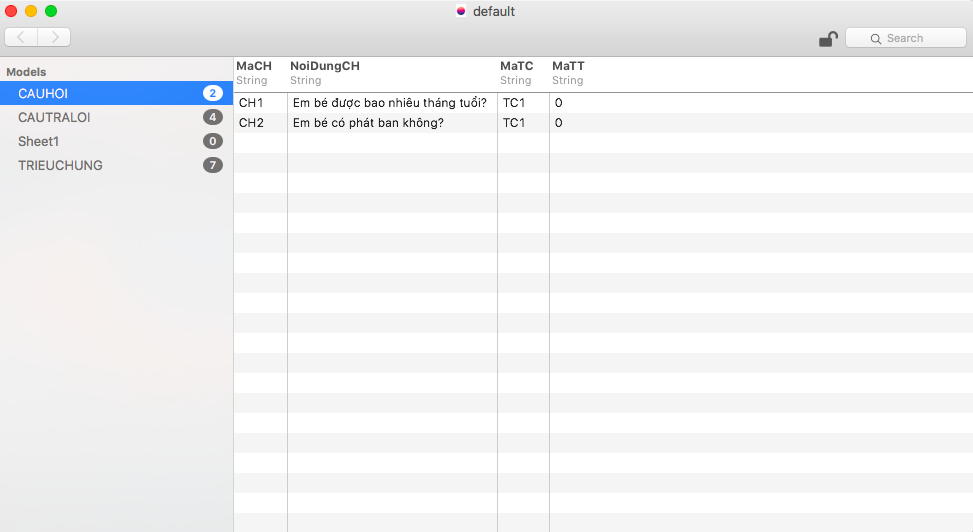 default
Search
Models
CAUHOI 2
CAUTRALOI 4
Sheet1 0
TRIEUCHUNG 7
MaCH NoiDungCH MaTC MaTT
String String String String
CH1 Em bé được bao nhiêu tháng tuổi? TC1 0
CH2 Em bé có phát ban không? TC1 0